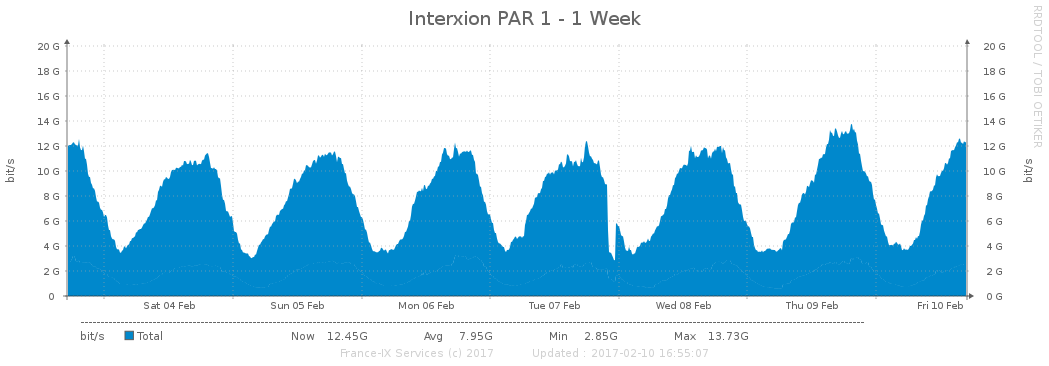 Interxion PAR 1 - 1 Week
RRDTOOL / TOBI OETIKER
20 G 20 G
18 G 18 G
16 G 16 G
14 G 14 G
12 G 12 G
10 G 10 G
8 G 8 G
6 G 6 G
4 G 4 G
2 G 2 G
0 0 G
bit/s
bit/s
Sat 04 Feb Sun 05 Feb Mon 06 Feb Tue 07 Feb Wed 08 Feb Thu 09 Feb Fri 10 Feb
bit/s Total Now 12.45G Avg 7.95G Min 2.85G Max 13.73G
France-IX Services (c) 2017 Updated : 2017-02-10 16:55:07